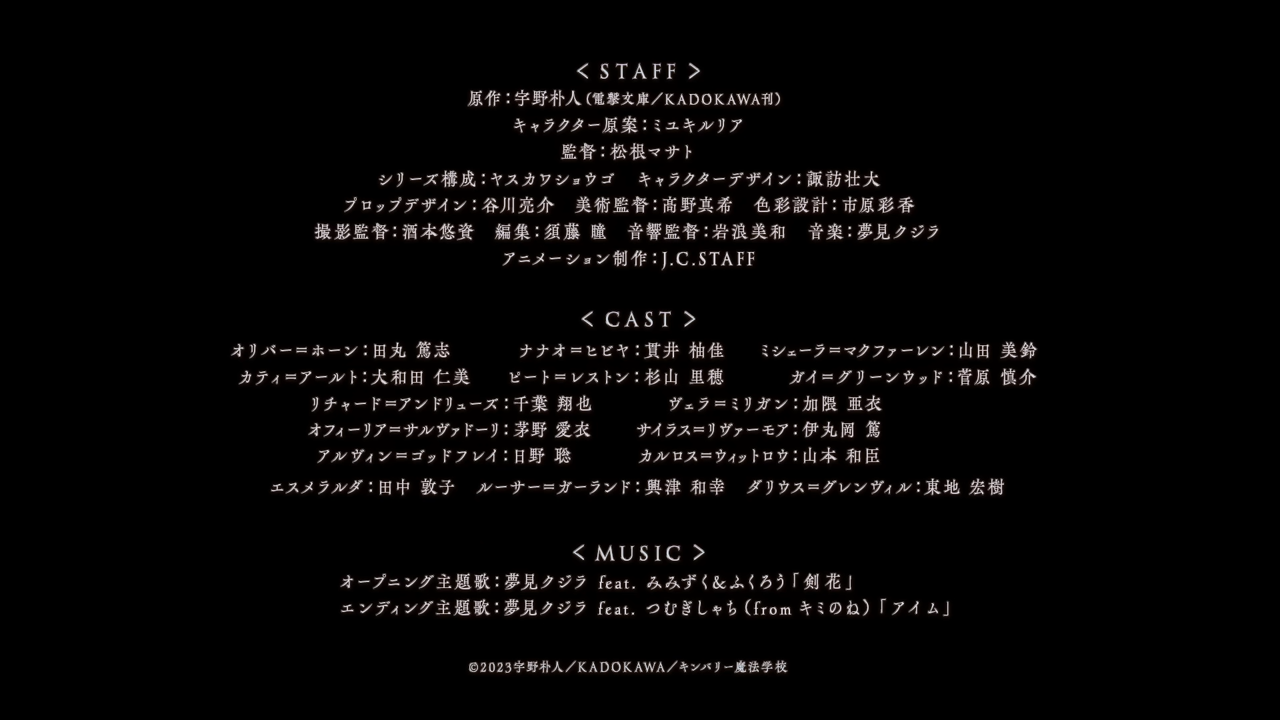 < STAFF >
原作:宇野朴人(電撃文庫/KADOKAWA刊)
キャラクター原案:ミユキルリア
監督:松根マサト
シリーズ構成:ヤスカワショウゴ　キャラクターデザイン:諏訪壮大
プロップデザイン:谷川亮介　美術監督:高野真希　色彩設計:市原彩香
撮影監督:酒本悠資　編集:須藤 瞳　音響監督:岩浪美和　音楽:夢見クジラ
アニメーション制作:J.C.STAFF
< CAST >
オリバー=ホーン:田丸 篤志　ナナオ=ヒビヤ:貫井 柚佳　ミシェーラ=マクファーレン:山田 美鈴
カティ=アールト:大和田 仁美　ピート=レストン:杉山 里穂　ガイ=グリーンウッド:菅原 慎介
リチャード=アンドリューズ:千葉 翔也　ヴェラ=ミリガン:加隈 亜衣
オフィーリア=サルヴァドーリ:茅野 愛衣　サイラス=リヴァーモア:伊丸岡 篤
アルヴィン=ゴッドフレイ:日野 聡　カルロス=ウィットロウ:山本 和臣
エスメラルダ:田中 敦子　ルーサー=ガーランド:興津 和幸　ダリウス=グレンヴィル:東地 宏樹
< MUSIC >
オープニング主題歌:夢見クジラ feat. みみずく&ふくろう「剣花」
エンディング主題歌:夢見クジラ feat. つむぎしゃち(from キミのね)「アイム」
©2023宇野朴人/KADOKAWA/キンバリー魔法学校